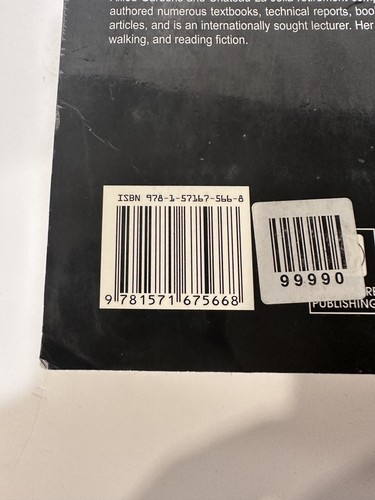 authored numerous textbooks, technical reports, boo
articles, and is an internationally sought lecturer. Her
walking, and reading fiction.
ISBN 978-1-57167-566-8
9 781571 675668
99990
RE
PUBLISHING